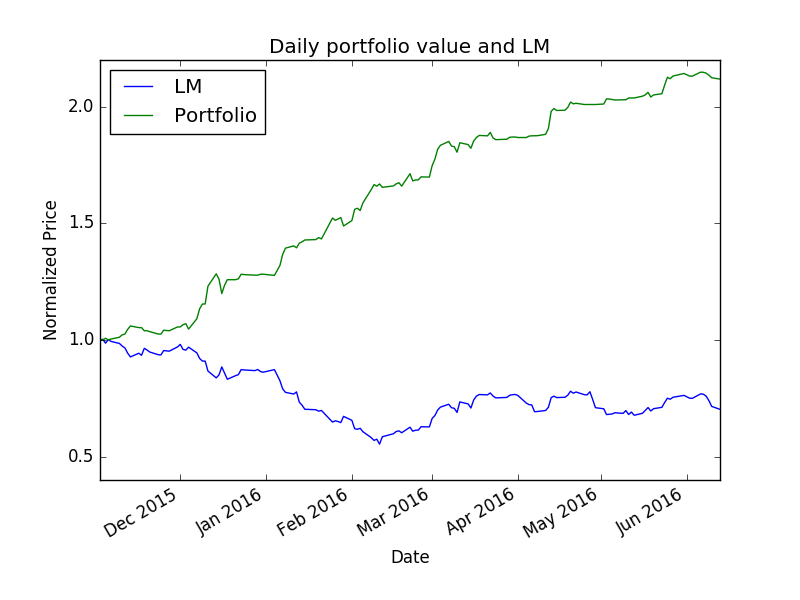 Daily portfolio value and LM
LM
Portfolio
2.0
1.5
1.0
0.5
Normalized Price
Dec 2015
Jan 2016
Feb 2016
Mar 2016
Apr 2016
May 2016
Jun 2016
Date